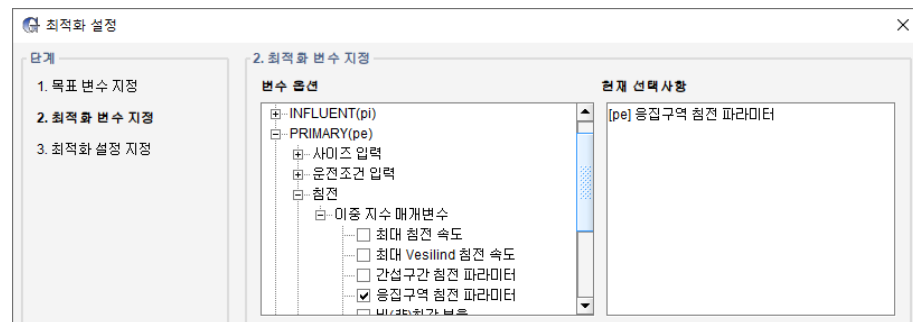 최적화 설정
단계
1. 목표 변수 지정
2. 최적화 변수 지정
3. 최적화 설정 지정
2. 최적화 변수 지정
변수 옵션
INFLUENT(pi)
PRIMARY(pe)
사이즈 입력
운전조건 입력
침전
이중 지수 매개변수
최대 침전 속도
최대 Vesilind 침전 속도
간섭구간 침전 파라미터
응집구역 침전 파라미터
현재 선택사항
[pe] 응집구역 침전 파라미터